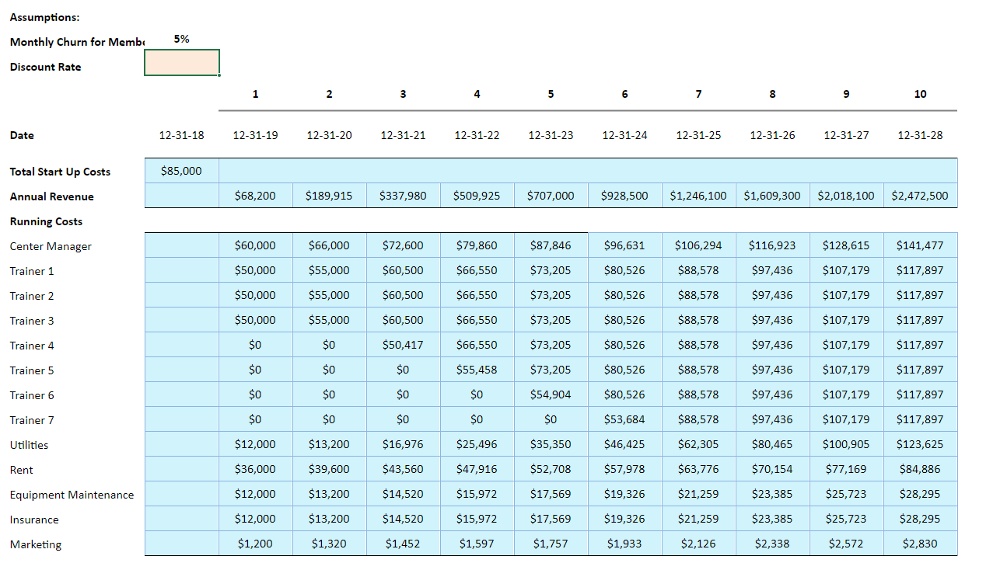 Assumptions:
Monthly Churn for Membe 5%
Discount Rate
1 2 3 4 5 6 7 8 9 10
Date 12-31-18 12-31-19 12-31-20 12-31-21 12-31-22 12-31-23 12-31-24 12-31-25 12-31-26 12-31-27 12-31-28
Total Start Up Costs $85,000
Annual Revenue $68,200 $189,915 $337,980 $509,925 $707,000 $928,500 $1,246,100 $1,609,300 $2,018,100 $2,472,500
Running Costs
Center Manager $60,000 $66,000 $72,600 $79,860 $87,846 $96,631 $106,294 $116,923 $128,615 $141,477
Trainer 1 $50,000 $55,000 $60,500 $66,550 $73,205 $80,526 $88,578 $97,436 $107,179 $117,897
Trainer 2 $50,000 $55,000 $60,500 $66,550 $73,205 $80,526 $88,578 $97,436 $107,179 $117,897
Trainer 3 $50,000 $55,000 $60,500 $66,550 $73,205 $80,526 $88,578 $97,436 $107,179 $117,897
Trainer 4 $0 $0 $50,417 $66,550 $73,205 $80,526 $88,578 $97,436 $107,179 $117,897
Trainer 5 $0 $0 $0 $55,458 $73,205 $80,526 $88,578 $97,436 $107,179 $117,897
Trainer 6 $0 $0 $0 $0 $54,904 $80,526 $88,578 $97,436 $107,179 $117,897
Trainer 7 $0 $0 $0 $0 $0 $53,684 $88,578 $97,436 $107,179 $117,897
Utilities $12,000 $13,200 $16,976 $25,496 $35,350 $46,425 $62,305 $80,465 $100,905 $123,625
Rent $36,000 $39,600 $43,560 $47,916 $52,708 $57,978 $63,776 $70,154 $77,169 $84,886
Equipment Maintenance $12,000 $13,200 $14,520 $15,972 $17,569 $19,326 $21,259 $23,385 $25,723 $28,295
Insurance $12,000 $13,200 $14,520 $15,972 $17,569 $19,326 $21,259 $23,385 $25,723 $28,295
Marketing $1,200 $1,320 $1,452 $1,597 $1,757 $1,933 $2,126 $2,338 $2,572 $2,830